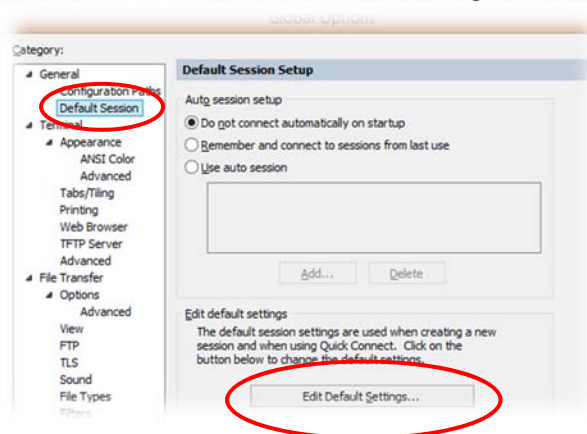 Global Options
Category:
General
Configuration Paths
Default Session
Terminal
Appearance
ANSI Color
Advanced
Tabs/Tiling
Printing
Web Browser
TFTP Server
Advanced
File Transfer
Options
Advanced
View
FTP
TLS
Sound
File Types
Filters
Default Session Setup
Auto session setup
Do not connect automatically on startup
Remember and connect to sessions from last use
Use auto session
Add...
Delete
Edit default settings
The default session settings are used when creating a new
session and when using Quick Connect. Click on the
button below to change the default settings.
Edit Default Settings...